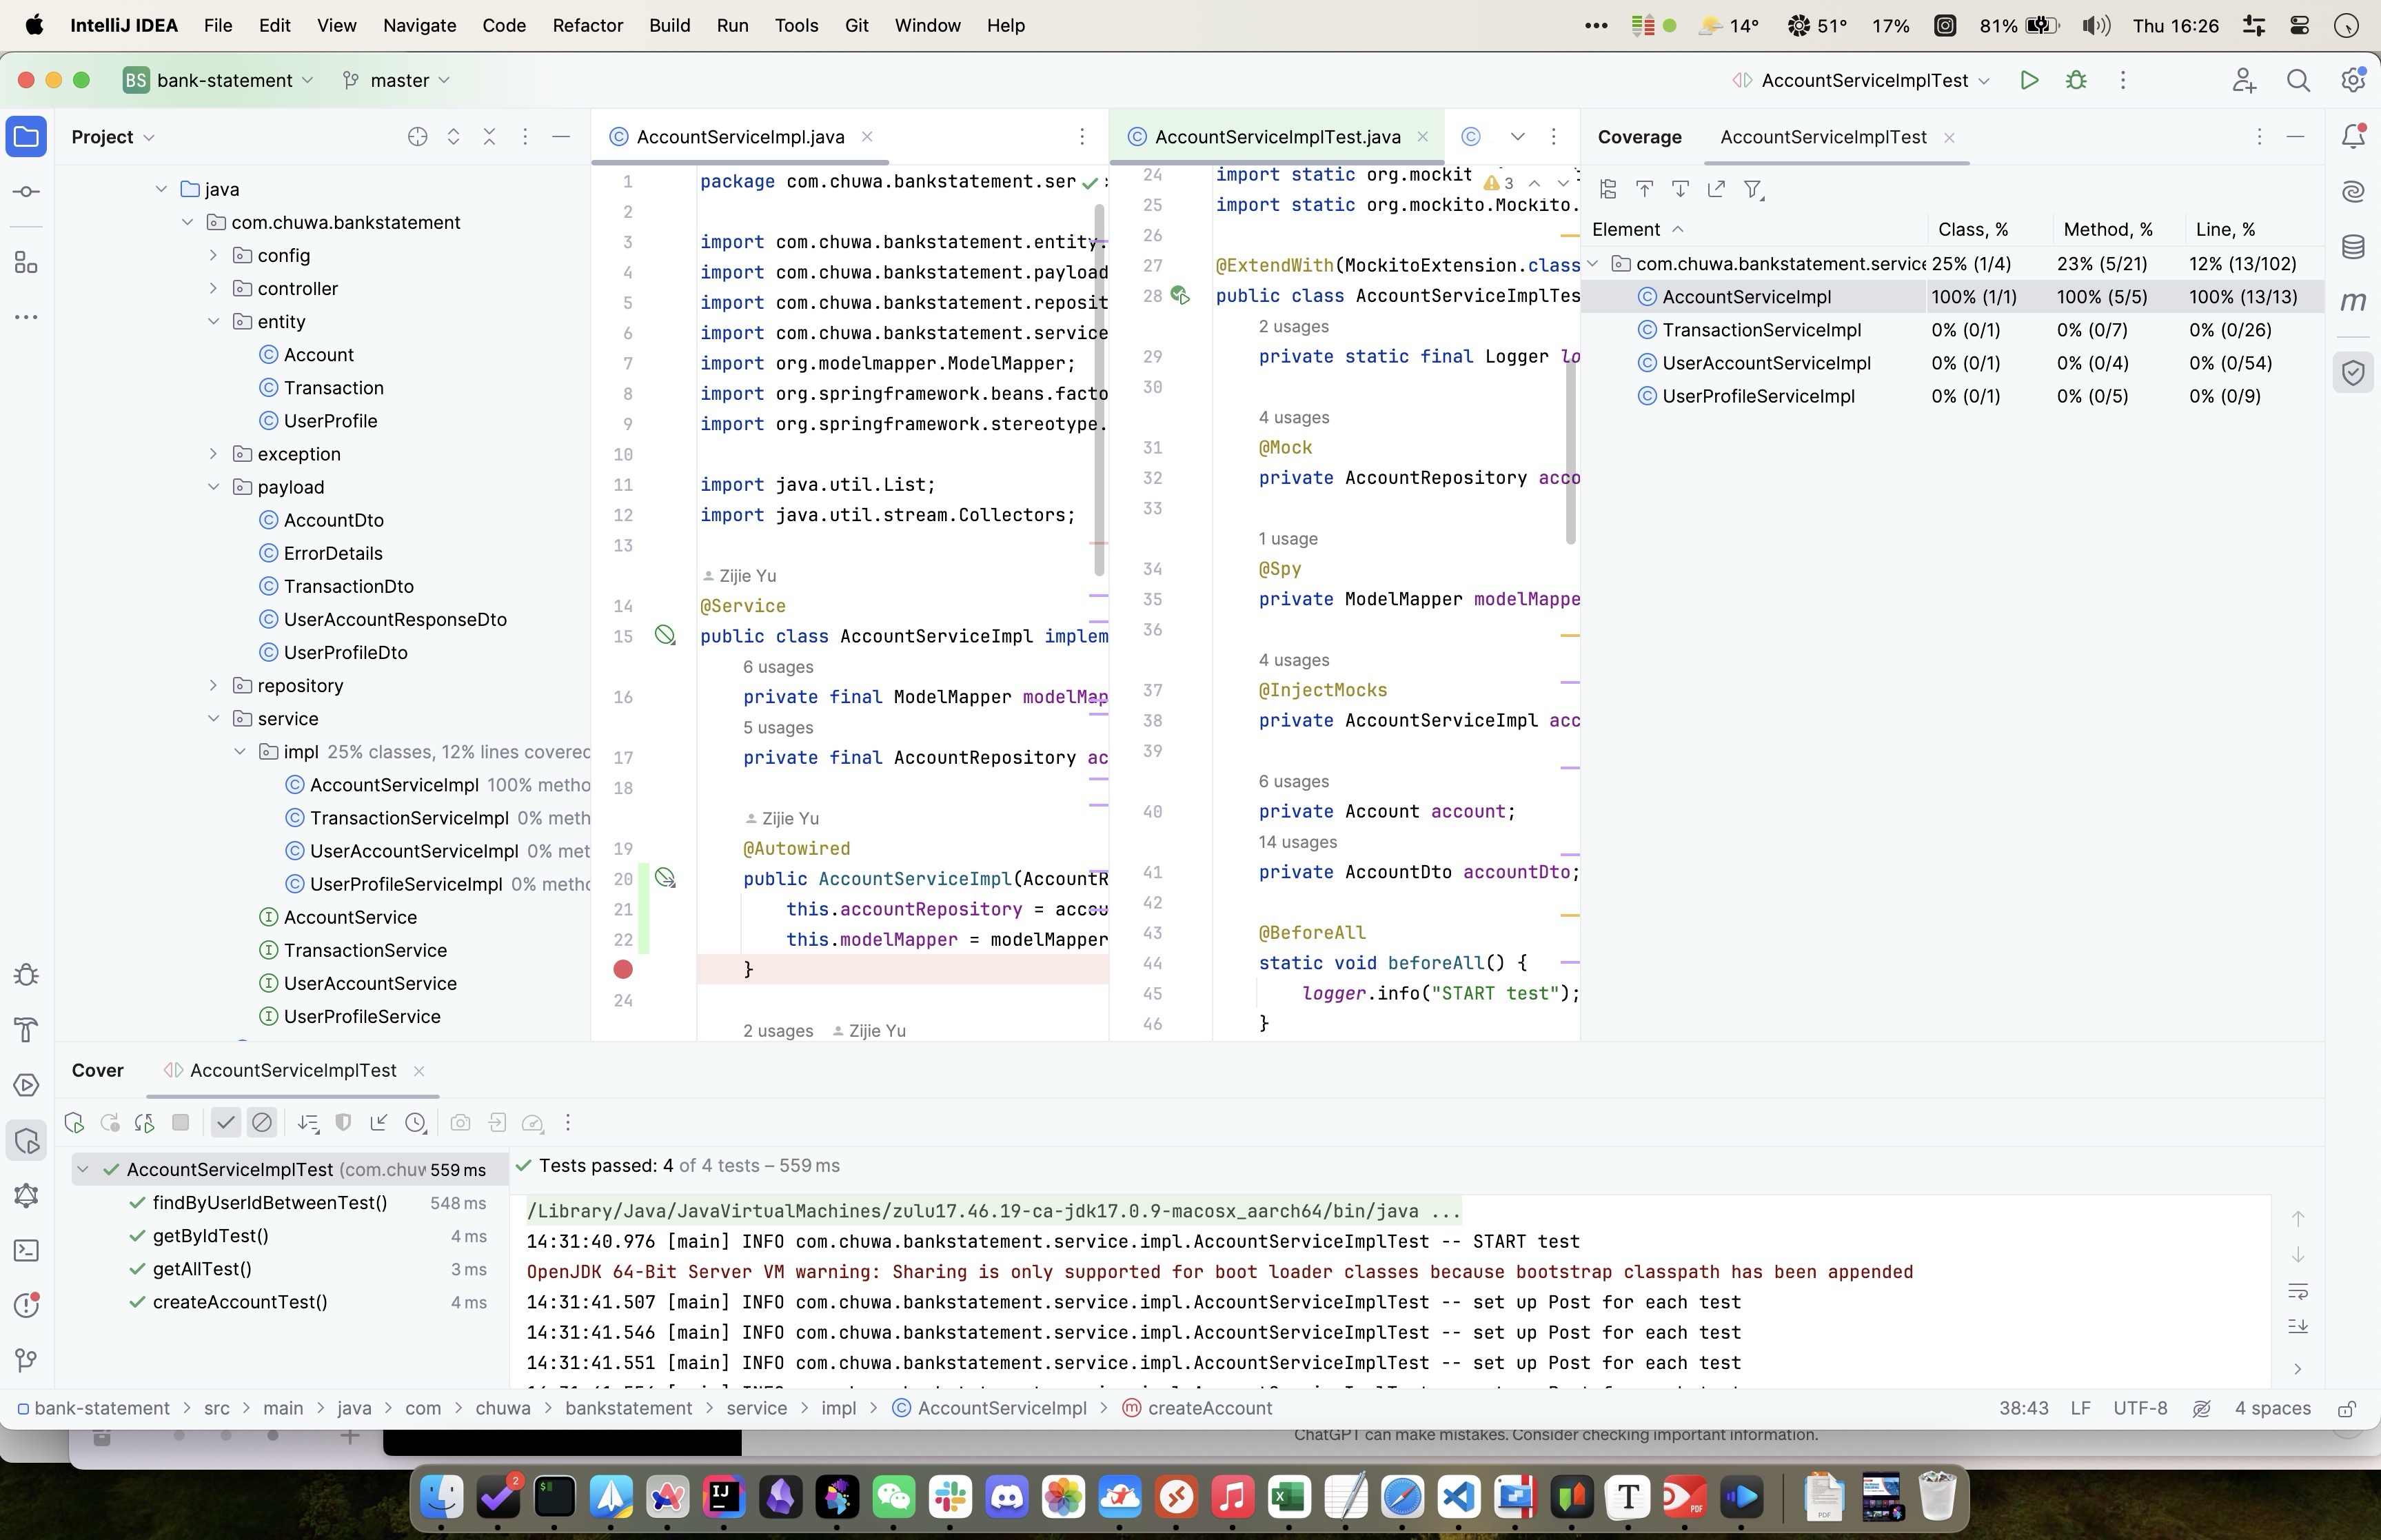 IntelliJ IDEA File Edit View Navigate Code Refactor Build Run Tools Git Window Help
14° 51° 17% 81% Thu 16:26
BS bank-statement master
AccountServiceImplTest
Project
java
com.chuwa.bankstatement
config
controller
entity
Account
Transaction
UserProfile
exception
payload
AccountDto
ErrorDetails
TransactionDto
UserAccountResponseDto
UserProfileDto
repository
service
impl 25% classes, 12% lines covered
AccountServiceImpl 100% metho
TransactionServiceImpl 0% meth
UserAccountServiceImpl 0% met
UserProfileServiceImpl 0% metho
AccountService
TransactionService
UserAccountService
UserProfileService
AccountServiceImpl.java
1 package com.chuwa.bankstatement.ser
2
3 import com.chuwa.bankstatement.entity.
4 import com.chuwa.bankstatement.payload
5 import com.chuwa.bankstatement.reposit
6 import com.chuwa.bankstatement.service
7 import org.modelmapper.ModelMapper;
8 import org.springframework.beans.facto
9 import org.springframework.stereotype.
10
11 import java.util.List;
12 import java.util.stream.Collectors;
13
Zijie Yu
14 @Service
15 public class AccountServiceImpl implem
6 usages
16 private final ModelMapper modelMap
5 usages
17 private final AccountRepository ac
18
Zijie Yu
19 @Autowired
20 public AccountServiceImpl(AccountR
21 this.accountRepository = accou
22 this.modelMapper = modelMapper
}
24
2 usages Zijie Yu
AccountServiceImplTest.java
24 import static org.mockit 3
25 import static org.mockito.Mockito.
26
27 @ExtendWith(MockitoExtension.class
28 public class AccountServiceImplTes
2 usages
29 private static final Logger lo
30
4 usages
31 @Mock
32 private AccountRepository acco
33
1 usage
34 @Spy
35 private ModelMapper modelMappe
36
4 usages
37 @InjectMocks
38 private AccountServiceImpl acc
39
6 usages
40 private Account account;
14 usages
41 private AccountDto accountDto;
42
43 @BeforeAll
44 static void beforeAll() {
45 logger.info("START test");
46 }
Coverage AccountServiceImplTest
Element Class, % Method, % Line, %
com.chuwa.bankstatement.service 25% (1/4) 23% (5/21) 12% (13/102)
AccountServiceImpl 100% (1/1) 100% (5/5) 100% (13/13)
TransactionServiceImpl 0% (0/1) 0% (0/7) 0% (0/26)
UserAccountServiceImpl 0% (0/1) 0% (0/4) 0% (0/54)
UserProfileServiceImpl 0% (0/1) 0% (0/5) 0% (0/9)
m
Cover AccountServiceImplTest
AccountServiceImplTest (com.chuw 559 ms
findByUserIdBetweenTest() 548 ms
getByIdTest() 4 ms
getAllTest() 3 ms
createAccountTest() 4 ms
Tests passed: 4 of 4 tests – 559 ms
/Library/Java/JavaVirtualMachines/zulu17.46.19-ca-jdk17.0.9-macosx_aarch64/bin/java ...
14:31:40.976 [main] INFO com.chuwa.bankstatement.service.impl.AccountServiceImplTest -- START test
OpenJDK 64-Bit Server VM warning: Sharing is only supported for boot loader classes because bootstrap classpath has been appended
14:31:41.507 [main] INFO com.chuwa.bankstatement.service.impl.AccountServiceImplTest -- set up Post for each test
14:31:41.546 [main] INFO com.chuwa.bankstatement.service.impl.AccountServiceImplTest -- set up Post for each test
14:31:41.551 [main] INFO com.chuwa.bankstatement.service.impl.AccountServiceImplTest -- set up Post for each test
bank-statement > src > main > java > com > chuwa > bankstatement > service > impl > AccountServiceImpl > createAccount
38:43 LF UTF-8 4 spaces
ChatGPT can make mistakes. Consider checking important information.
2
IJ
T
PDF
PDF